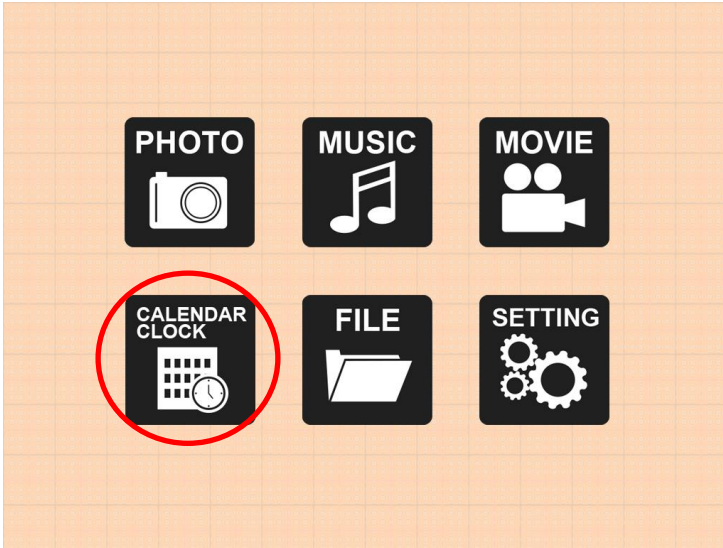 PHOTO
MUSIC
MOVIE
CALENDAR
CLOCK
FILE
SETTING